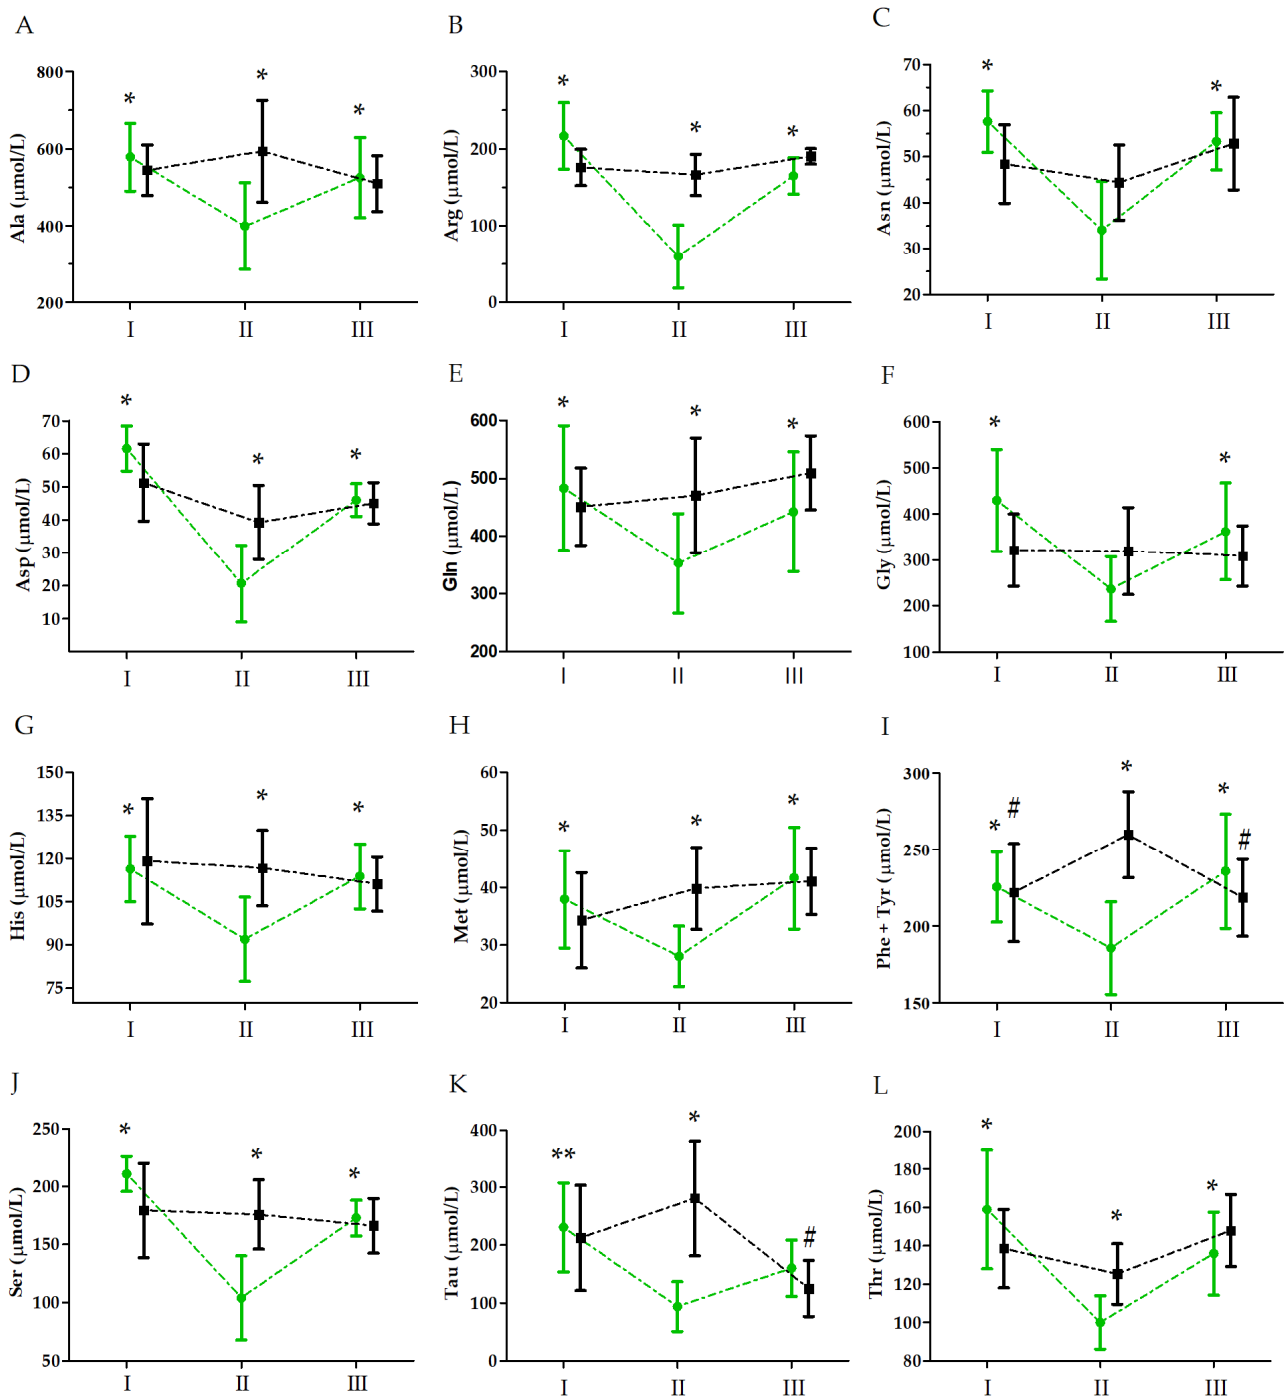 A
Ala (µmol/L)
800
600
400
200
* * *
I II III
B
Arg (µmol/L)
300
200
100
0
* * *
I II III
C
Asn (µmol/L)
70
60
50
40
30
20
* *
I II III
D
Asp (µmol/L)
70
60
50
40
30
20
10
* * *
I II III
E
Gln (µmol/L)
600
500
400
300
200
* * *
I II III
F
Gly (µmol/L)
600
500
400
300
200
100
* *
I II III
G
His (µmol/L)
150
135
120
105
90
75
* * *
I II III
H
Met (µmol/L)
60
50
40
30
20
* * *
I II III
I
Phe + Tyr (µmol/L)
300
250
200
150
* # * * #
I II III
J
Ser (µmol/L)
250
200
150
100
50
* * *
I II III
K
Tau (µmol/L)
400
300
200
100
0
** * #
I II III
L
Thr (µmol/L)
200
180
160
140
120
100
80
* * *
I II III